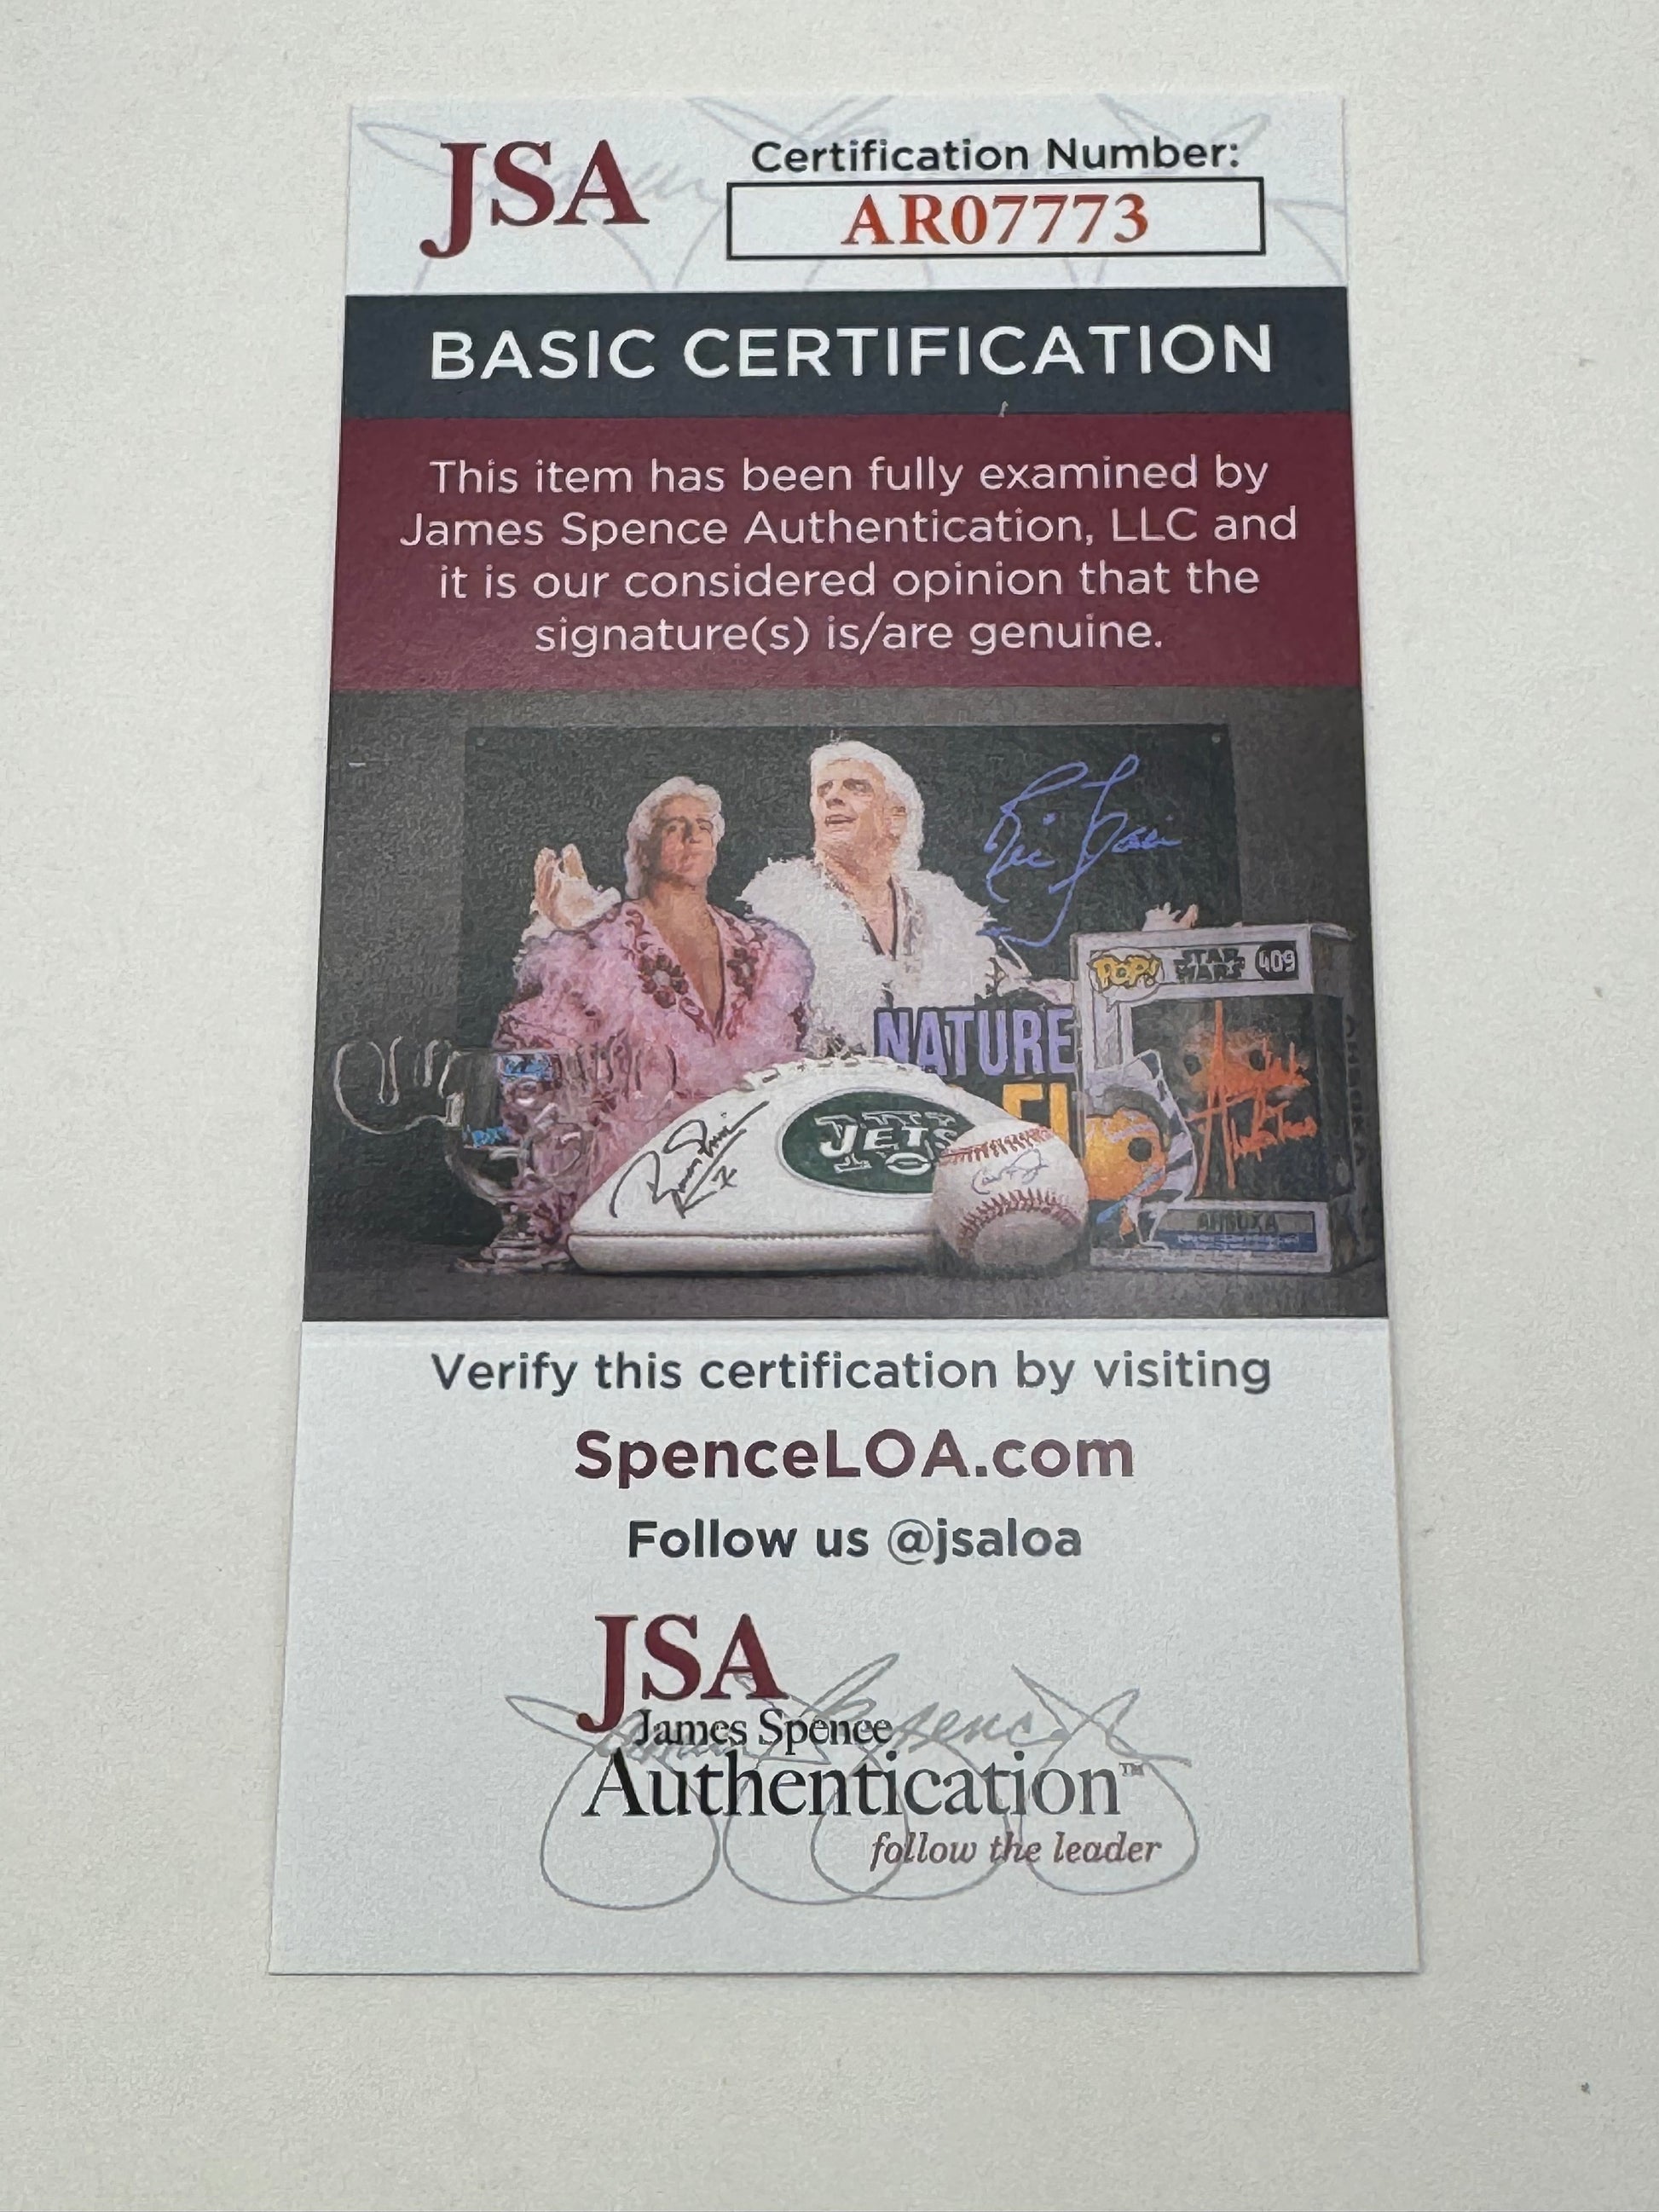 JSA
Certification Number:
AR07773
BASIC CERTIFICATION
This item has been fully examined by
James Spence Authentication, LLC and
it is our considered opinion that the
signature(s) is/are genuine.
POP!
STAR
WARS
409
NATURE
JETS
AHSOKA
Verify this certification by visiting
SpenceLOA.com
Follow us @jsaloa
JSA
James Spence
Authentication™
follow the leader